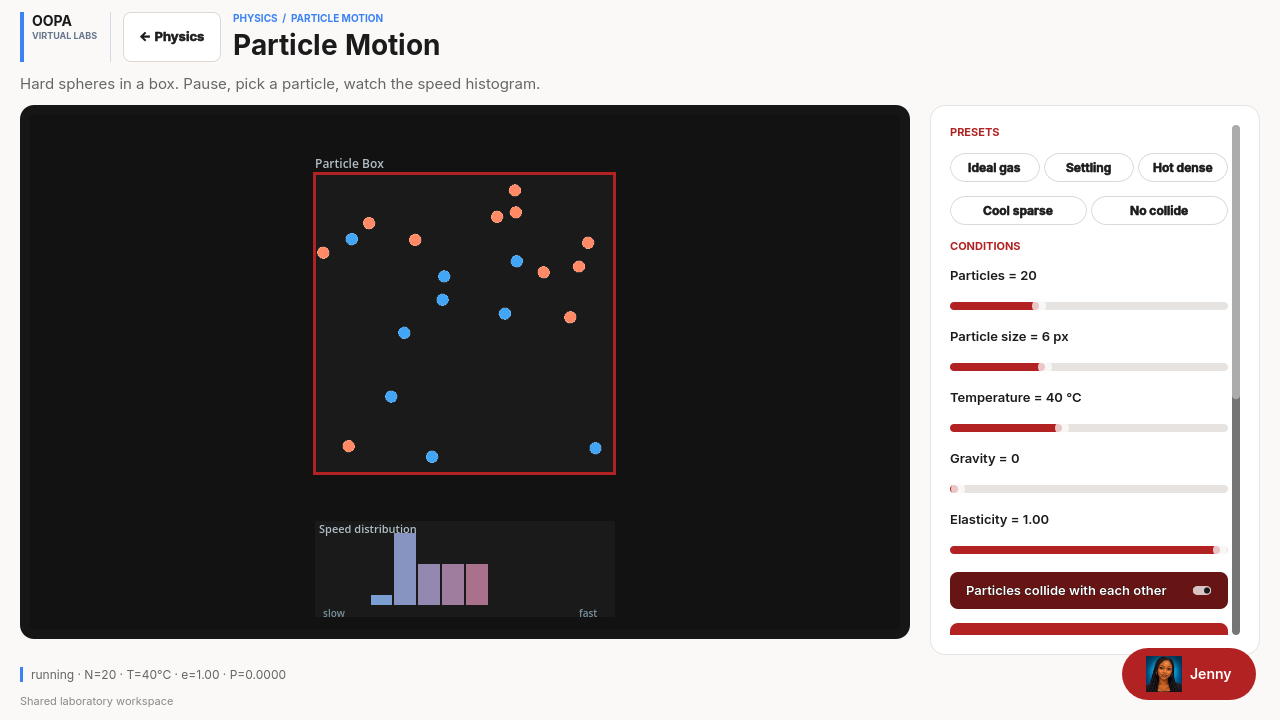 OOPA
VIRTUAL LABS
← Physics
PHYSICS / PARTICLE MOTION
Particle Motion
Hard spheres in a box. Pause, pick a particle, watch the speed histogram.
Particle Box
Speed distribution
slow
fast
PRESETS
Ideal gas
Settling
Hot dense
Cool sparse
No collide
CONDITIONS
Particles = 20
Particle size = 6 px
Temperature = 40 °C
Gravity = 0
Elasticity = 1.00
Particles collide with each other
running · N=20 · T=40°C · e=1.00 · P=0.0000
Shared laboratory workspace
Jenny